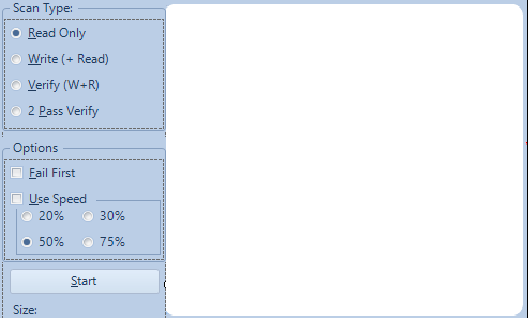 Scan Type:
Read Only
Write (+ Read)
Verify (W+R)
2 Pass Verify
Options
Fail First
Use Speed
20% 30%
50% 75%
Start
Size: